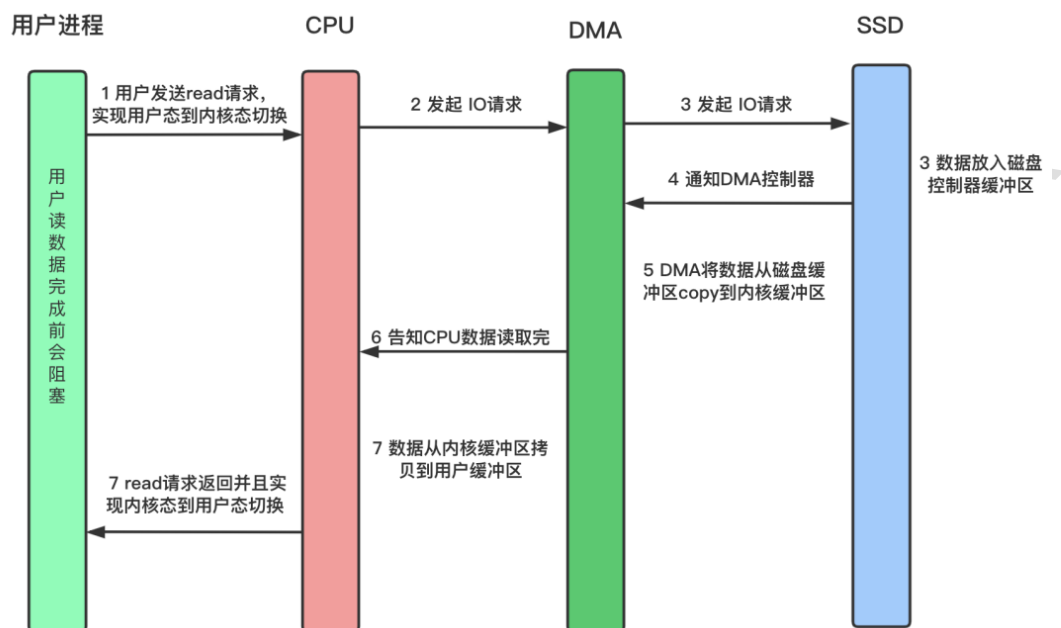 用户进程
CPU
DMA
SSD
1 用户发送read请求，
实现用户态到内核态切换
2 发起 IO请求
3 发起 IO请求
3 数据放入磁盘
控制器缓冲区
4 通知DMA控制器
用户读数据完成前会阻塞
5 DMA将数据从磁盘缓
冲区copy到内核缓冲区
6 告知CPU数据读取完
7 数据从内核缓冲区拷
贝到用户缓冲区
7 read请求返回并且实
现内核态到用户态切换